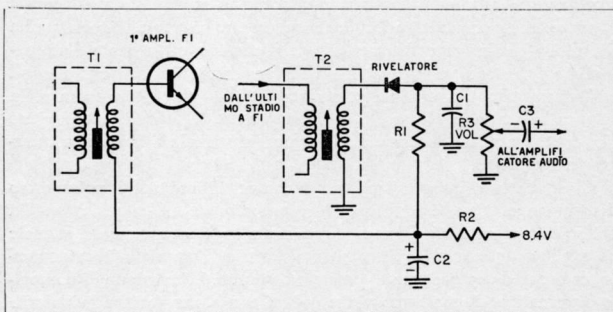 1º AMPL. FI
T1
T2
RIVELATORE
DALL'ULTI
MO STADIO
A FI
C1
R3
VOL
C3
- +
ALL'AMPLIFI
CATORE AUDIO
R1
R2
8.4V
+
-
C2